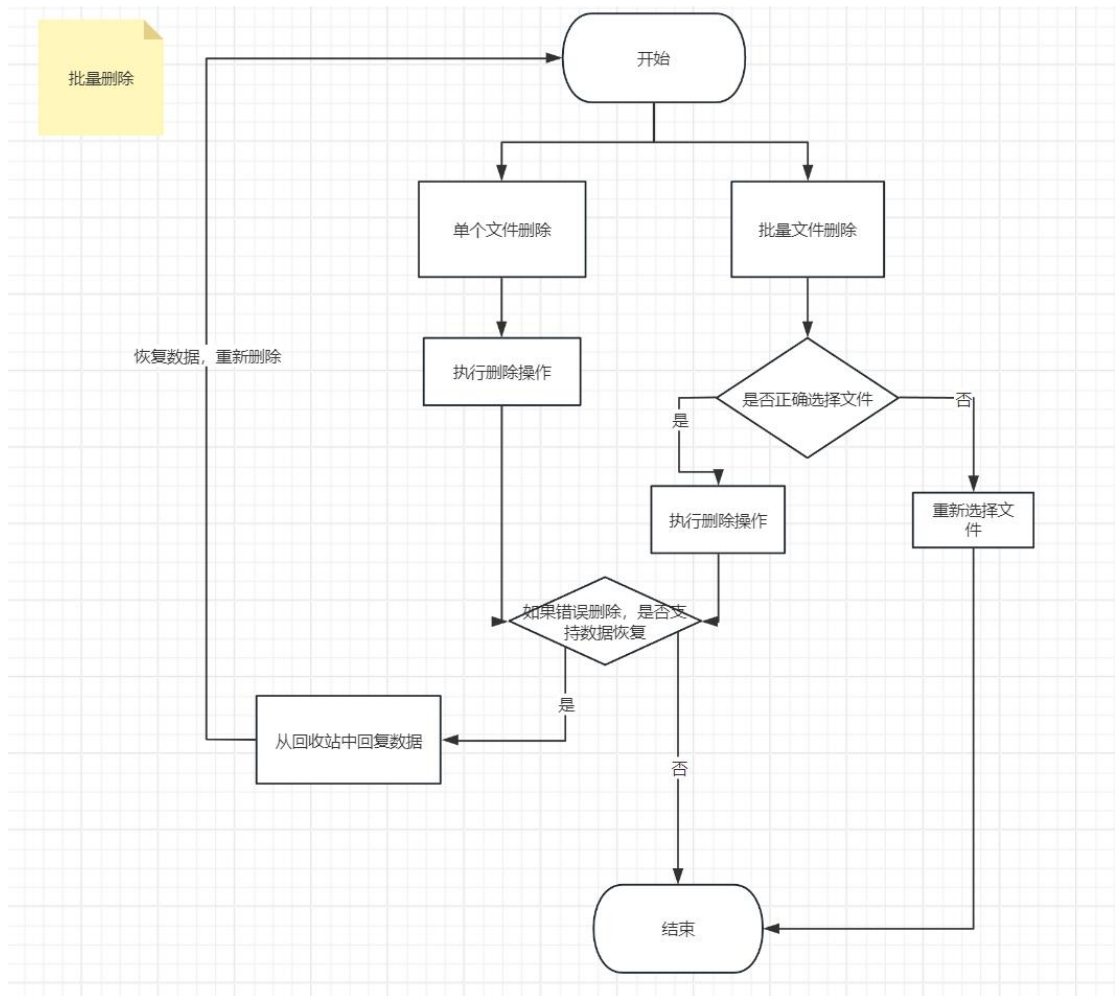 批量删除
开始
单个文件删除
批量文件删除
恢复数据，重新删除
执行删除操作
是否正确选择文件
是
否
执行删除操作
重新选择文
件
如果错误删除，是否支
持数据恢复
是
从回收站中回复数据
否
结束